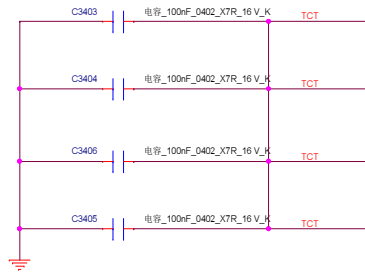 C3403 电容_100nF_0402_X7R_16 V_K TCT
C3404 电容_100nF_0402_X7R_16 V_K TCT
C3406 电容_100nF_0402_X7R_16 V_K TCT
C3405 电容_100nF_0402_X7R_16 V_K TCT